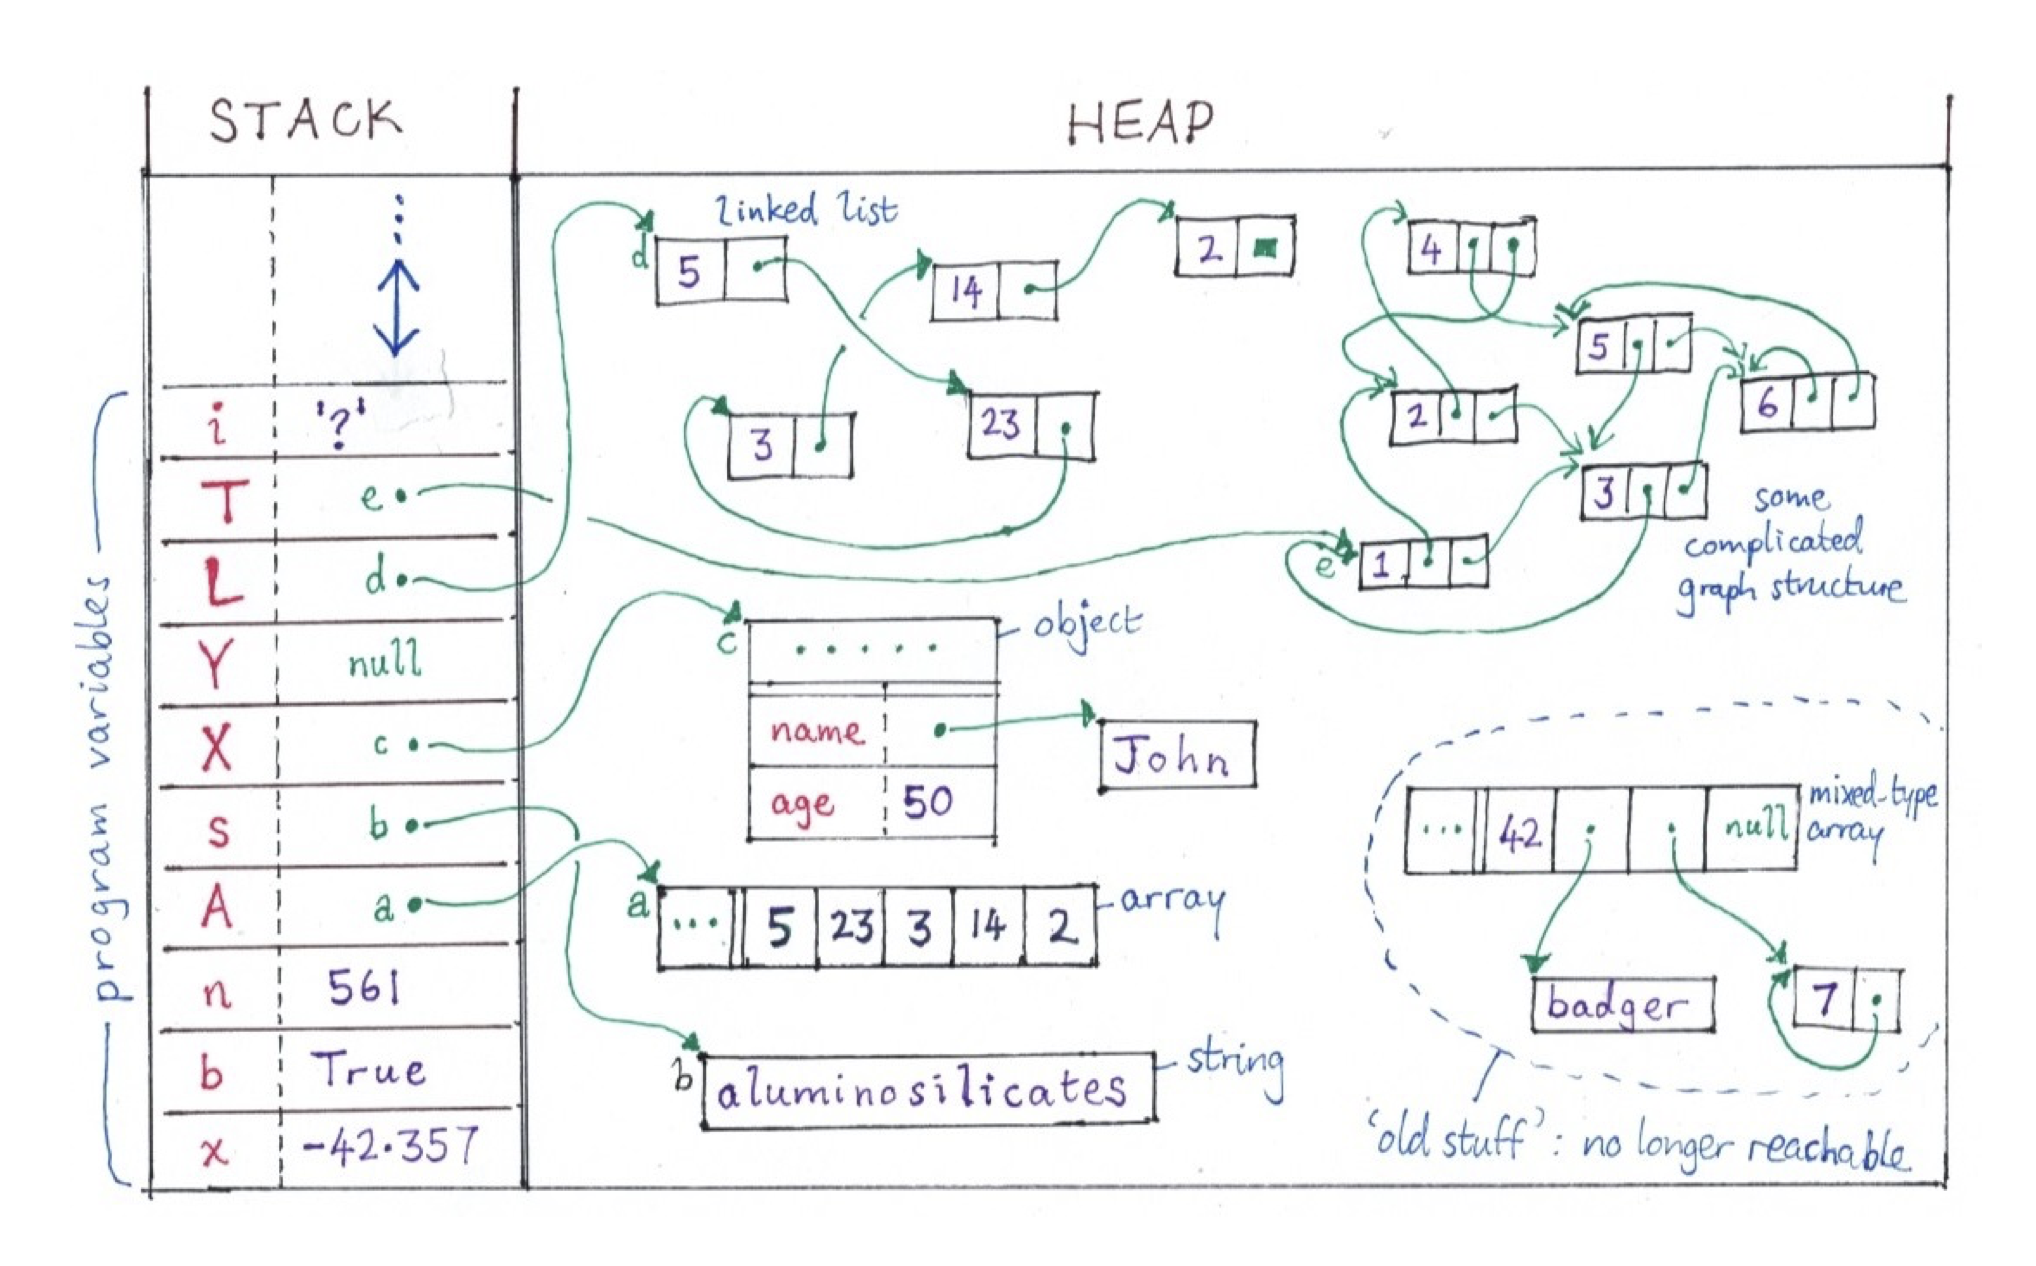 STACK
HEAP
program variables
i '?'
T e
L d
Y null
X c
s b
A a
n 561
b True
x -42.357
linked list
d 5
14
2
3
23
4
5
6
2
3
e 1
some
complicated
graph structure
c
object
name
age 50
John
a ... 5 23 3 14 2
array
b aluminosilicates
string
... 42 null
mixed-type
array
badger
7
'old stuff': no longer reachable